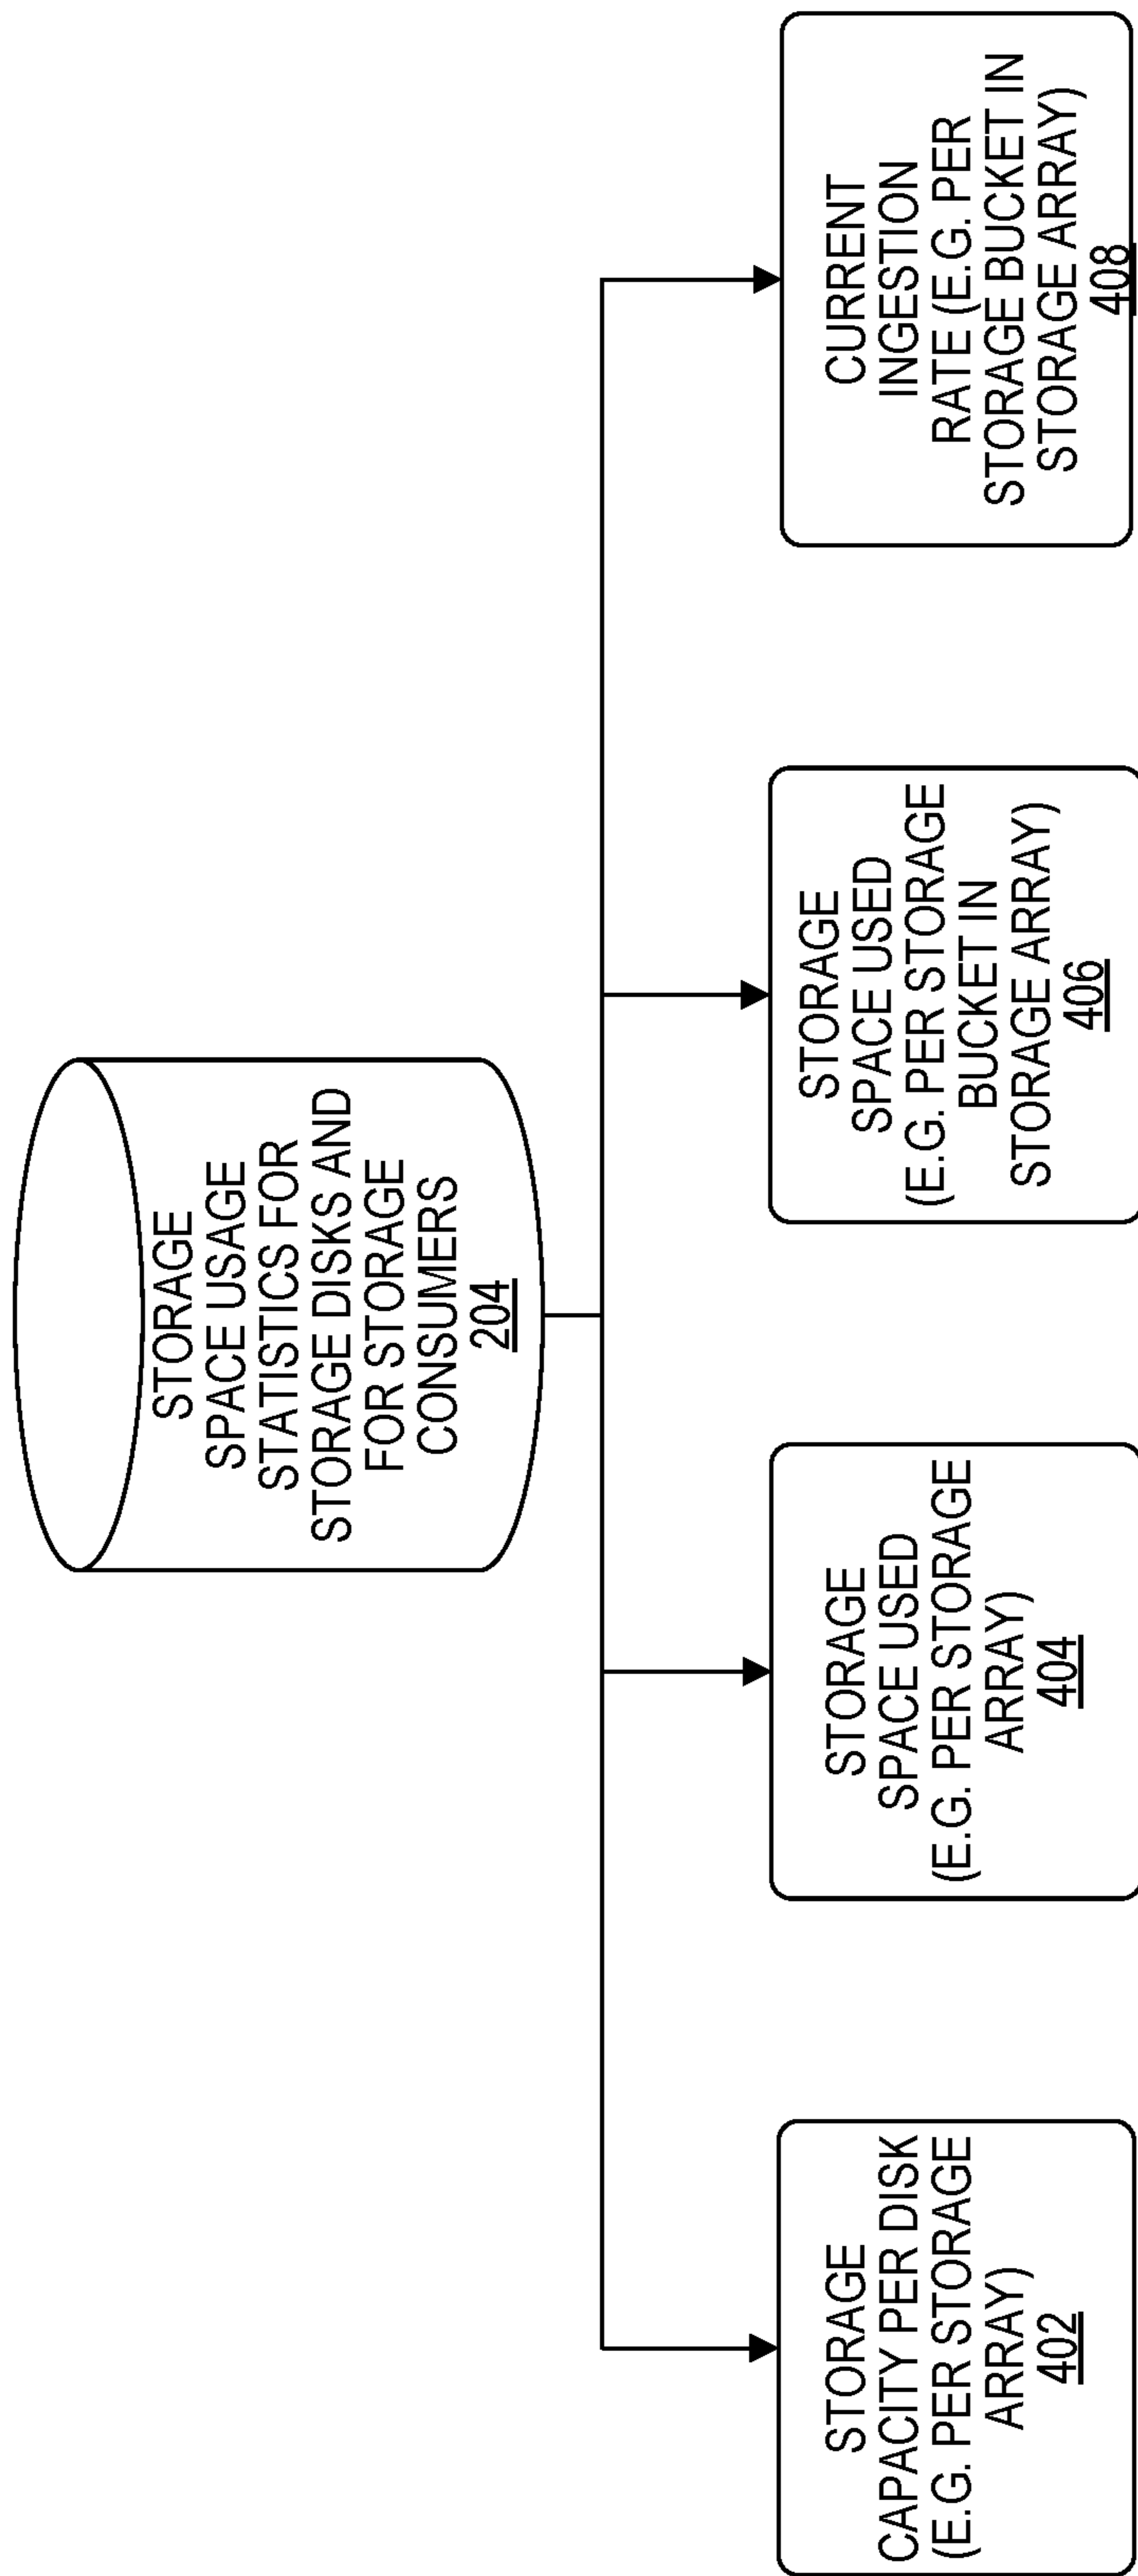 STORAGE
SPACE USAGE
STATISTICS FOR
STORAGE DISKS AND
FOR STORAGE
CONSUMERS
204
STORAGE
CAPACITY PER DISK
(E.G. PER STORAGE
ARRAY)
402
STORAGE
SPACE USED
(E.G. PER STORAGE
ARRAY)
404
STORAGE
SPACE USED
(E.G. PER STORAGE
BUCKET IN
STORAGE ARRAY)
406
CURRENT
INGESTION
RATE (E.G. PER
STORAGE BUCKET IN
STORAGE ARRAY)
408